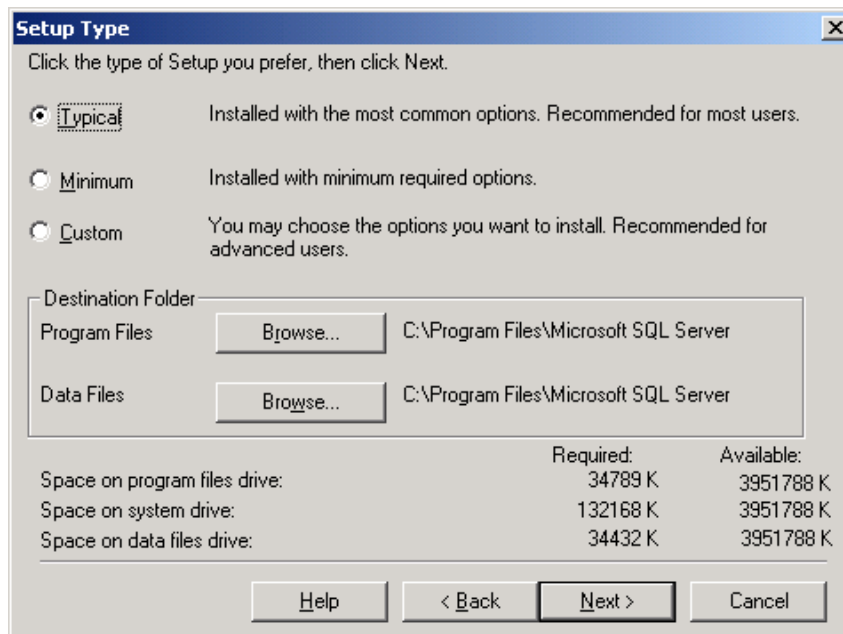 Setup Type
Click the type of Setup you prefer, then click Next.
Typical Installed with the most common options. Recommended for most users.
Minimum Installed with minimum required options.
Custom You may choose the options you want to install. Recommended for
advanced users.
Destination Folder
Program Files Browse... C:\Program Files\Microsoft SQL Server
Data Files Browse... C:\Program Files\Microsoft SQL Server
Required: Available:
Space on program files drive: 34789 K 3951788 K
Space on system drive: 132168 K 3951788 K
Space on data files drive: 34432 K 3951788 K
Help < Back Next > Cancel